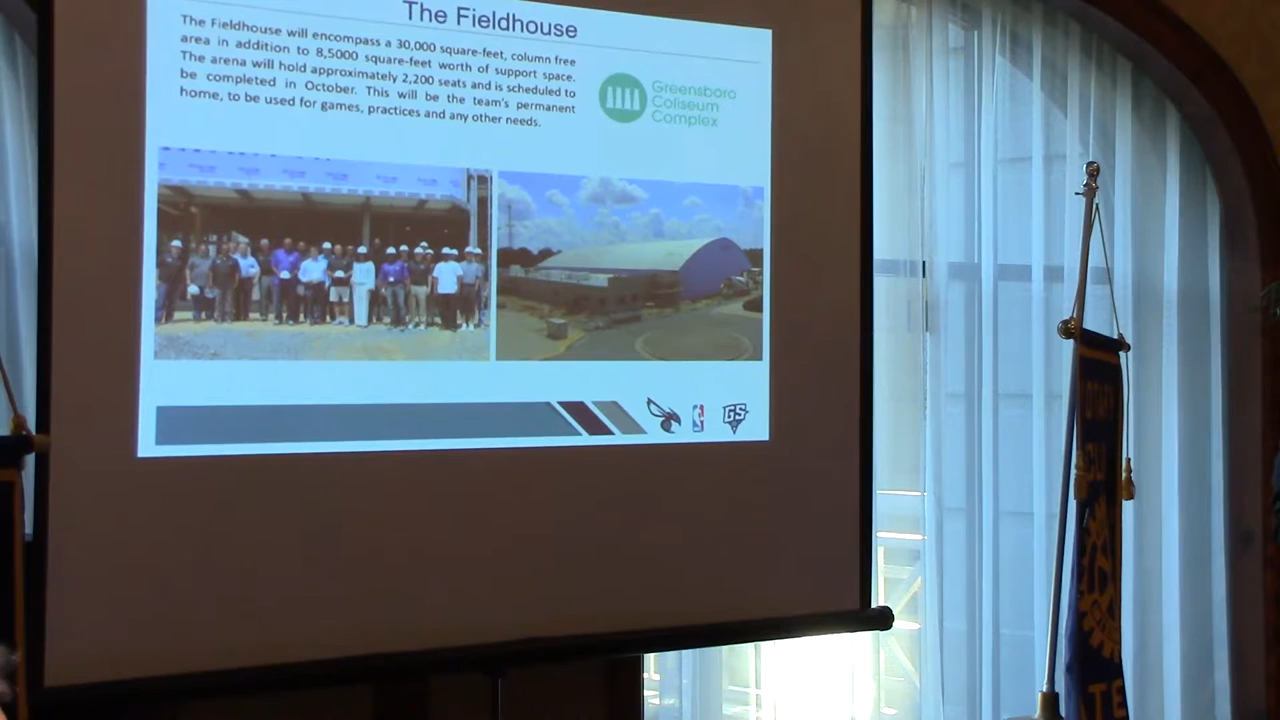 The Fieldhouse
The Fieldhouse will encompass a 30,000 square-feet, column free
area in addition to 8,5000 square-feet worth of support space.
The arena will hold approximately 2,200 seats and is scheduled to
be completed in October. This will be the team's permanent
home, to be used for games, practices and any other needs.
Greensboro
Coliseum
Complex
GS